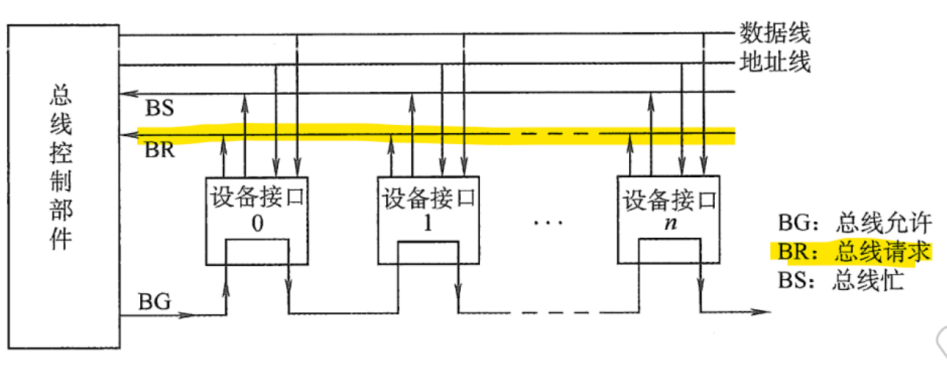 数据线
地址线
总线控制部件
BS
BR
设备接口
0
设备接口
1
···
设备接口
n
BG
BG：总线允许
BR：总线请求
BS：总线忙